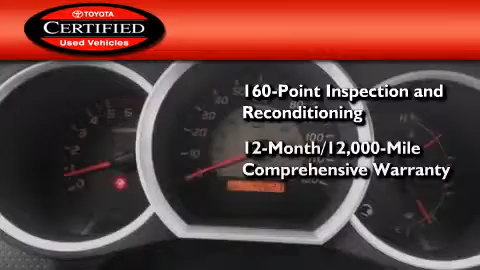 TOYOTA
CERTIFIED
Used Vehicles
160-Point Inspection and
Reconditioning
12-Month/12,000-Mile
Comprehensive Warranty